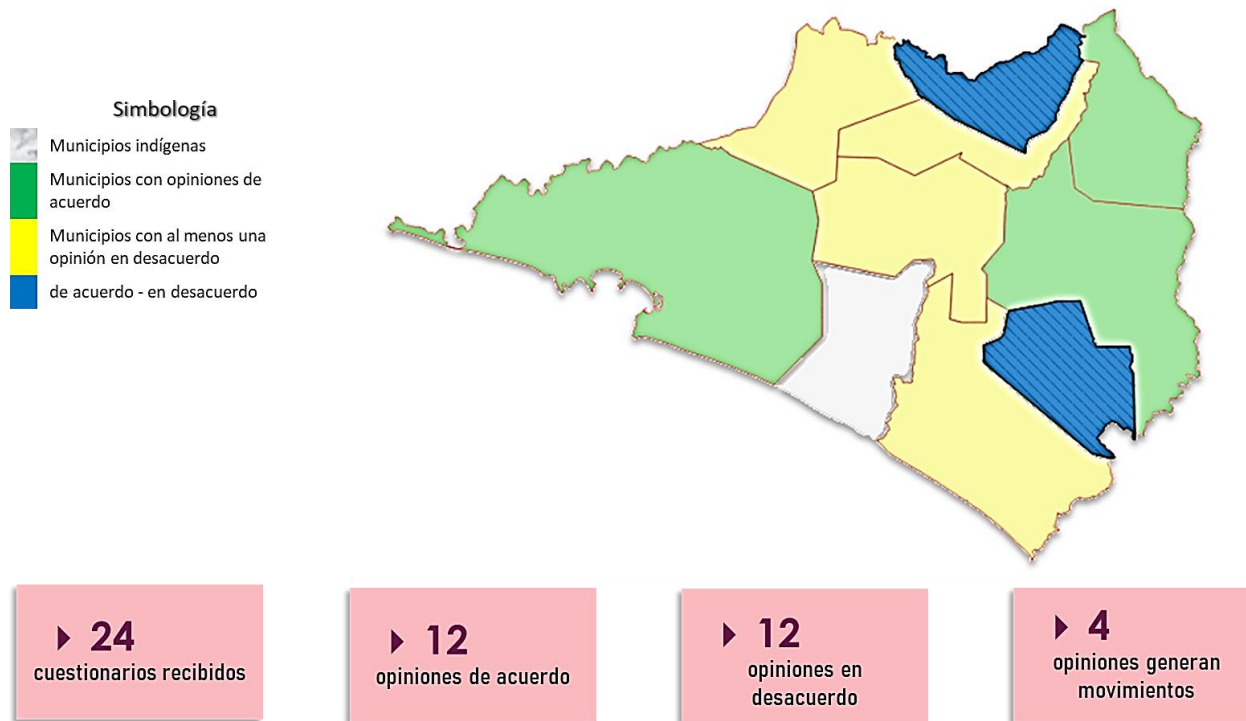 Simbología
Municipios indígenas
Municipios con opiniones de
acuerdo
Municipios con al menos una
opinión en desacuerdo
de acuerdo - en desacuerdo
24
cuestionarios recibidos
12
opiniones de acuerdo
12
opiniones en
desacuerdo
4
opiniones generan
movimientos